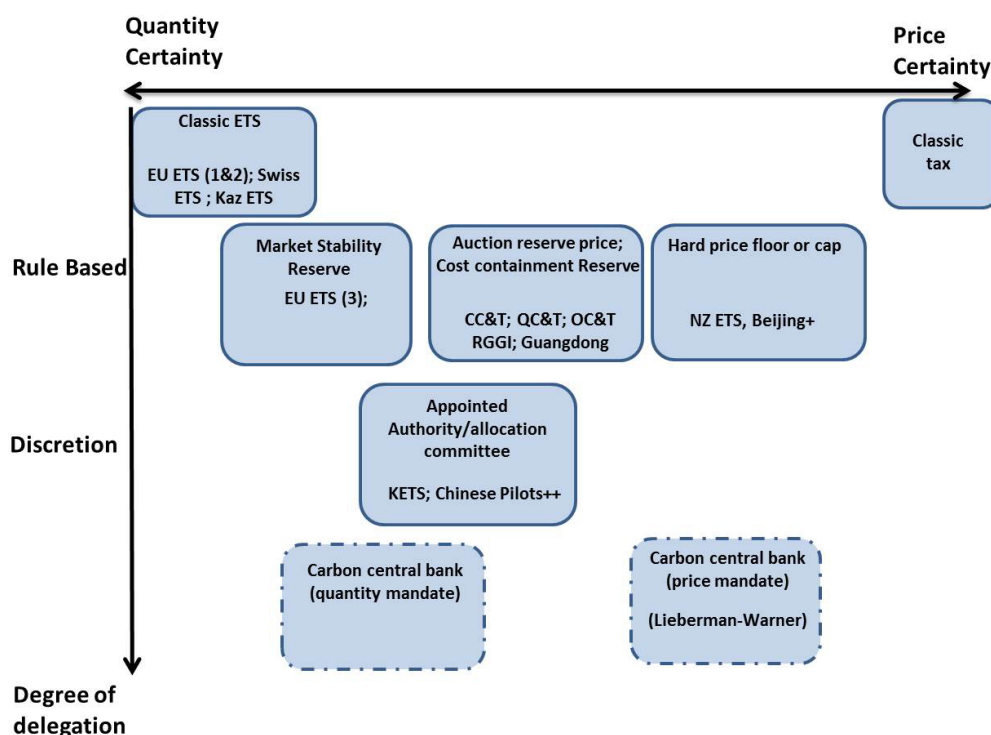 Quantity
Certainty
Price
Certainty
Classic ETS
EU ETS (1&2); Swiss
ETS ; Kaz ETS
Classic
tax
Rule Based
Market Stability
Reserve
EU ETS (3);
Auction reserve price;
Cost containment Reserve
CC&T; QC&T; OC&T
RGGI; Guangdong
Hard price floor or cap
NZ ETS, Beijing+
Discretion
Appointed
Authority/allocation
committee
KETS; Chinese Pilots++
Carbon central bank
(quantity mandate)
Carbon central bank
(price mandate)
(Lieberman-Warner)
Degree of
delegation